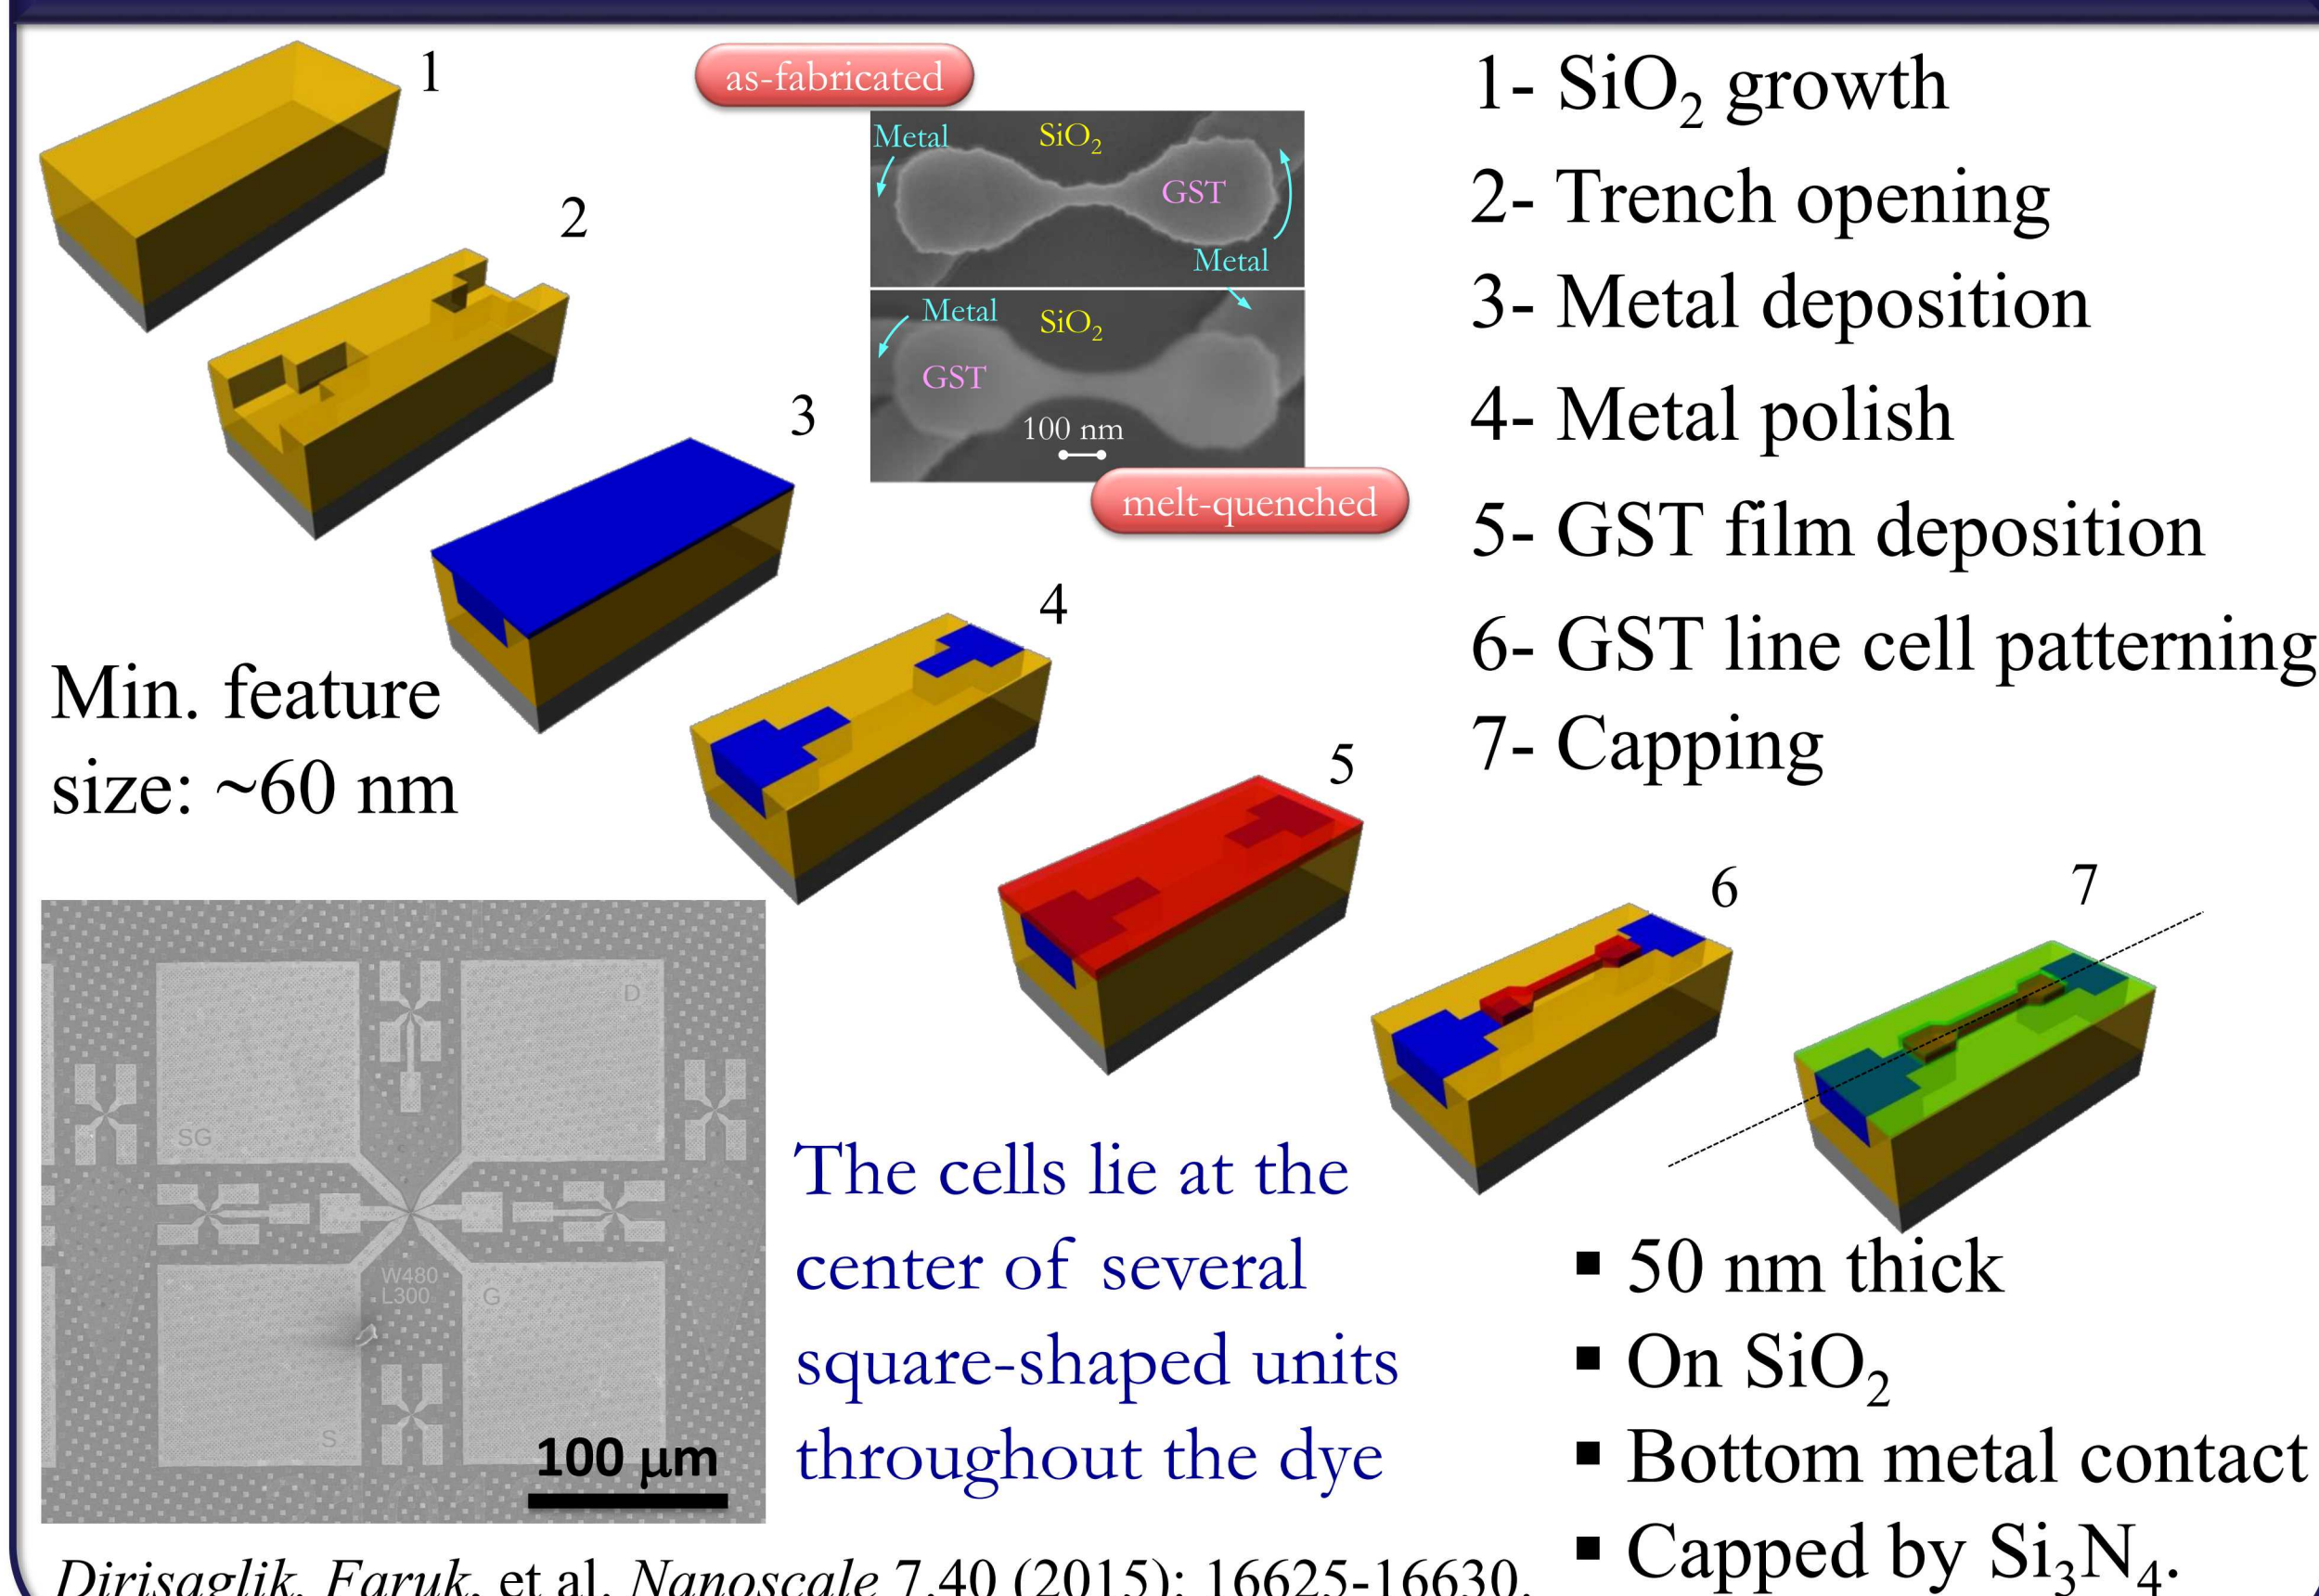 1
2
3
4
5
6
7
as-fabricated
Metal
SiO₂
GST
Metal
Metal
SiO₂
GST
100 nm
melt-quenched
1- SiO₂ growth
2- Trench opening
3- Metal deposition
4- Metal polish
5- GST film deposition
6- GST line cell patterning
7- Capping
Min. feature
size: ~60 nm
D
SG
W480
L300
G
S
100 μm
The cells lie at the
center of several
square-shaped units
throughout the dye
▪ 50 nm thick
▪ On SiO₂
▪ Bottom metal contact
▪ Capped by Si₃N₄.
Dirisaglik, Faruk, et al. Nanoscale 7.40 (2015): 16625-16630.